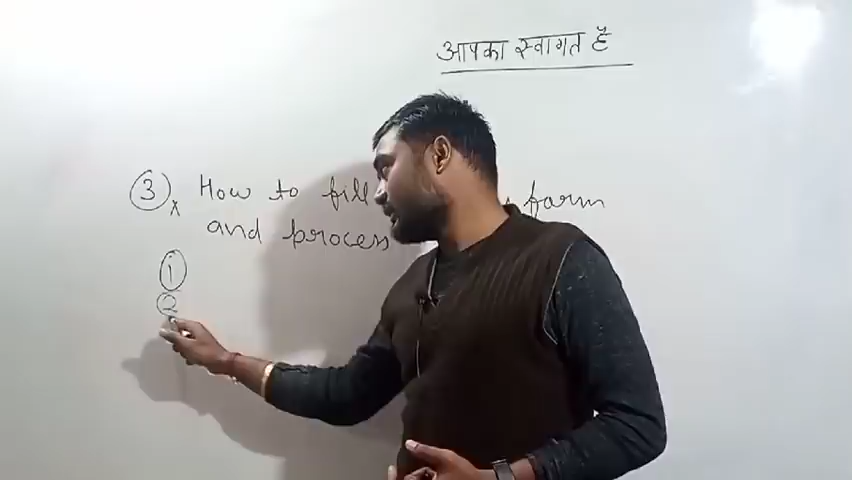 आपका स्वागत है
③ How to fill farm
and process
①
②